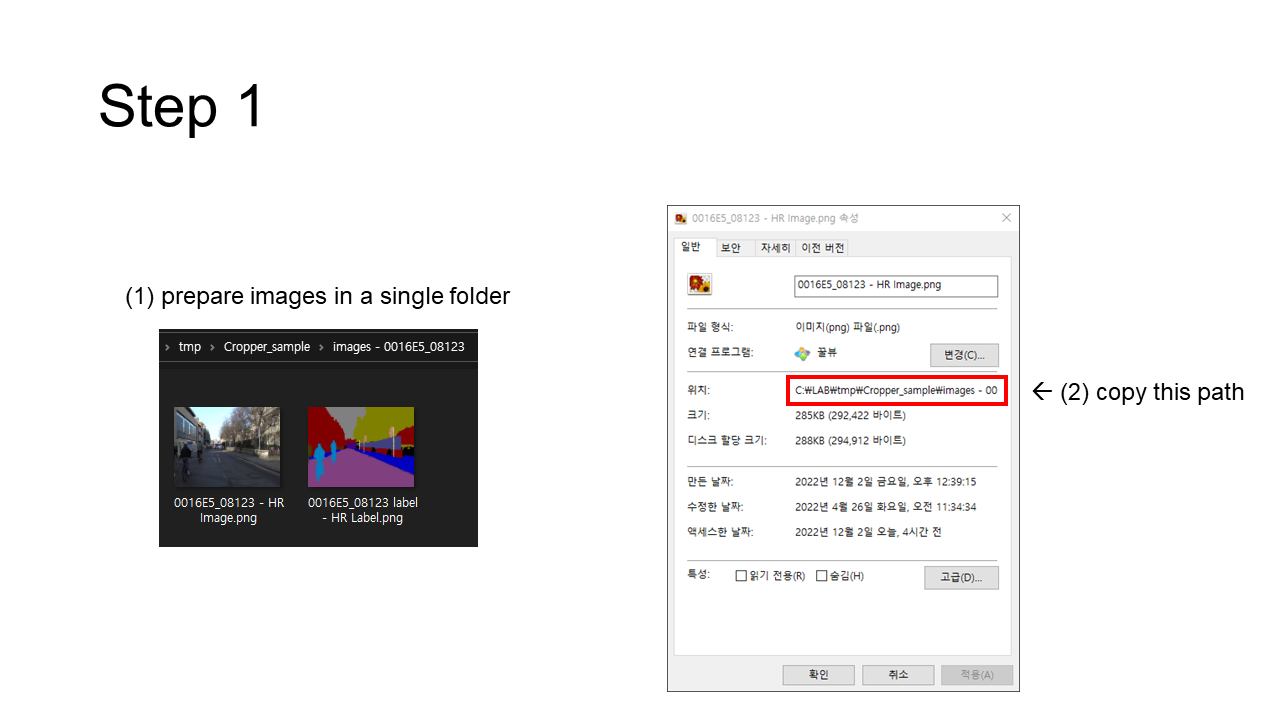 Step 1
(1) prepare images in a single folder
› tmp › Cropper_sample › images - 0016E5_08123
0016E5_08123 - HR
Image.png
0016E5_08123 label
- HR Label.png
0016E5_08123 - HR Image.png 속성
일반 보안 자세히 이전 버전
0016E5_08123 - HR Image.png
파일 형식: 이미지(png) 파일(.png)
연결 프로그램: 꿀뷰 변경(C)...
위치: C:₩LAB₩tmp₩Cropper_sample₩images - 00
← (2) copy this path
크기: 285KB (292,422 바이트)
디스크 할당 크기: 288KB (294,912 바이트)
만든 날짜: 2022년 12월 2일 금요일, 오후 12:39:15
수정한 날짜: 2022년 4월 26일 화요일, 오전 11:34:34
액세스한 날짜: 2022년 12월 2일 오늘, 4시간 전
특성: 읽기 전용(R) 숨김(H) 고급(D)...
확인 취소 적용(A)